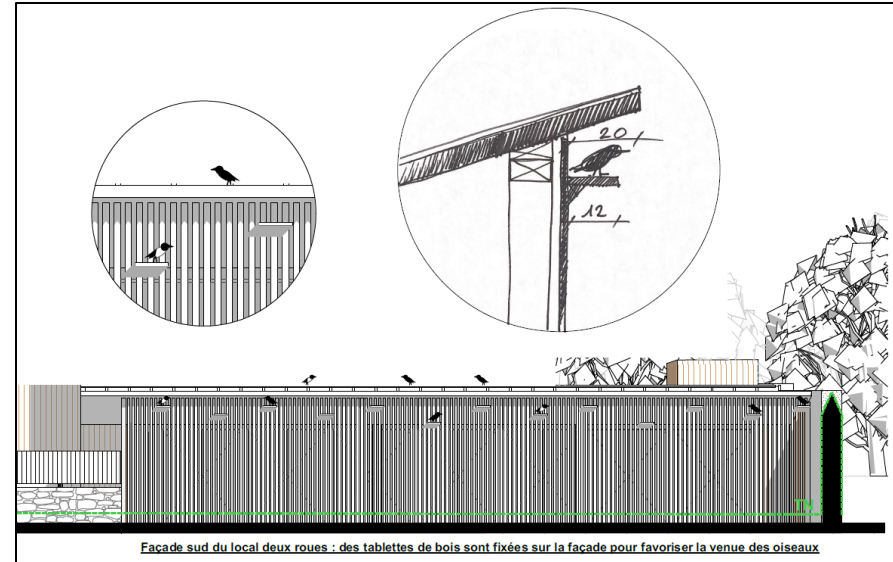 20
12
TN
Façade sud du local deux roues : des tablettes de bois sont fixées sur la façade pour favoriser la venue des oiseaux